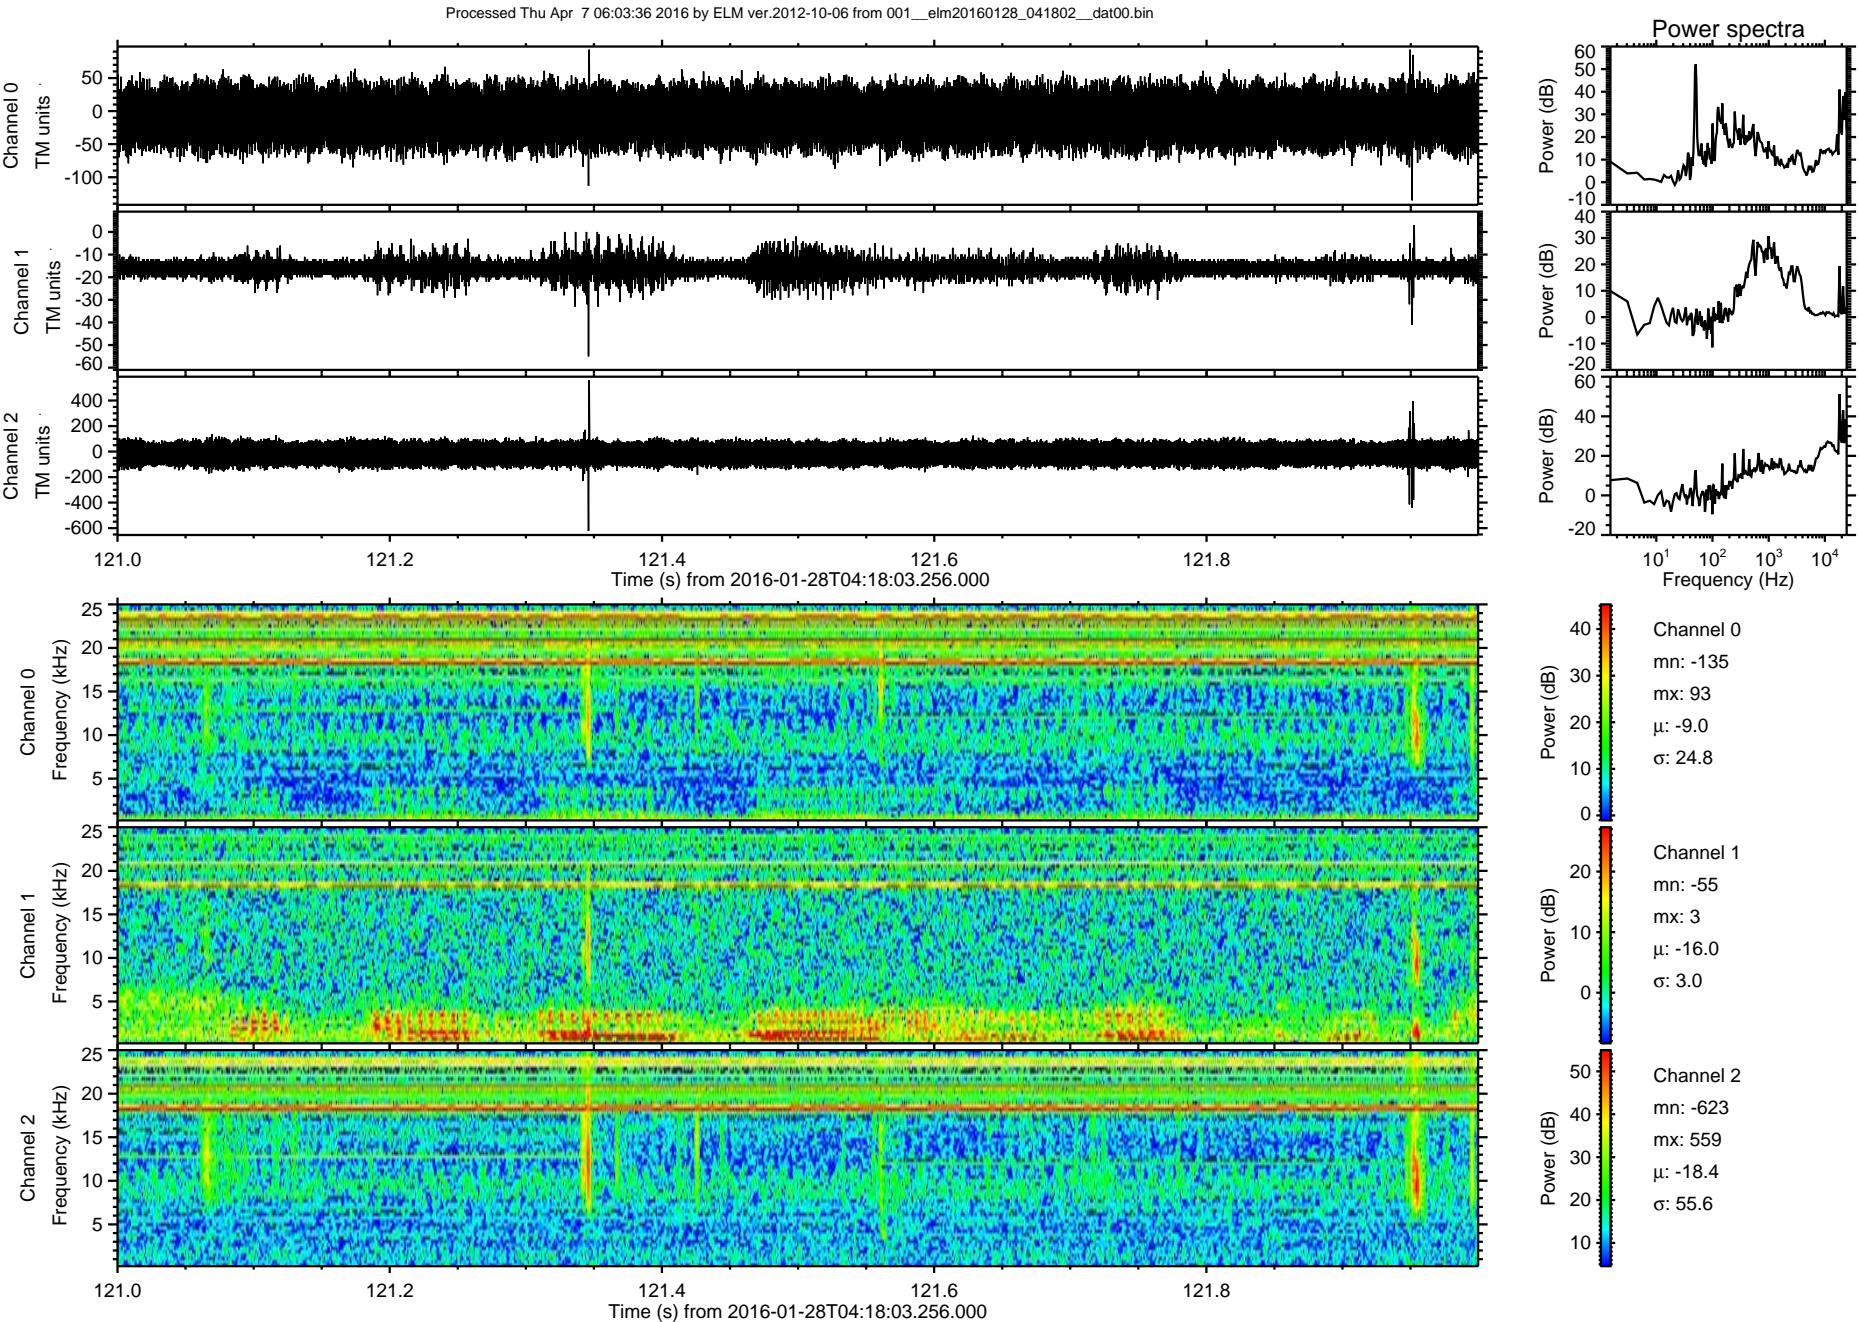 Processed Thu Apr  7 06:03:36 2016 by ELM ver.2012-10-06 from 001__elm20160128_041802__dat00.bin
Power spectra
Channel 0
TM units
50
0
-50
-100
Power (dB)
60
50
40
30
20
10
0
-10
Channel 1
TM units
0
-10
-20
-30
-40
-50
-60
Power (dB)
40
30
20
10
0
-10
-20
Channel 2
TM units
400
200
0
-200
-400
-600
Power (dB)
60
40
20
0
-20
121.0 121.2 121.4 121.6 121.8
Time (s) from 2016-01-28T04:18:03.256.000
10¹ 10² 10³ 10⁴
Frequency (Hz)
Channel 0
Frequency (kHz)
25
20
15
10
5
Power (dB)
40
30
20
10
0
Channel 0
mn: -135
mx: 93
μ: -9.0
σ: 24.8
Channel 1
Frequency (kHz)
25
20
15
10
5
Power (dB)
20
10
0
Channel 1
mn: -55
mx: 3
μ: -16.0
σ: 3.0
Channel 2
Frequency (kHz)
25
20
15
10
5
Power (dB)
50
40
30
20
10
Channel 2
mn: -623
mx: 559
μ: -18.4
σ: 55.6
121.0 121.2 121.4 121.6 121.8
Time (s) from 2016-01-28T04:18:03.256.000